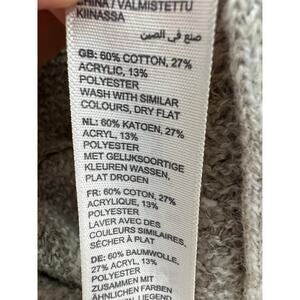 CHINA / VALMISTETTU
KIINASSA
صنع في الصين
GB: 60% COTTON, 27%
ACRYLIC, 13%
POLYESTER
WASH WITH SIMILAR
COLOURS, DRY FLAT
NL: 60% KATOEN, 27%
ACRYL, 13%
POLYESTER
MET GELIJKSOORTIGE
KLEUREN WASSEN,
PLAT DROGEN
FR: 60% COTON, 27%
ACRYLIQUE, 13%
POLYESTER
LAVER AVEC DES
COULEURS SIMILAIRES,
SÉCHER À PLAT
DE: 60% BAUMWOLLE,
27% ACRYL, 13%
POLYESTER
ZUSAMMEN MIT
ÄHNLICHEN FARBEN
LIEGEND